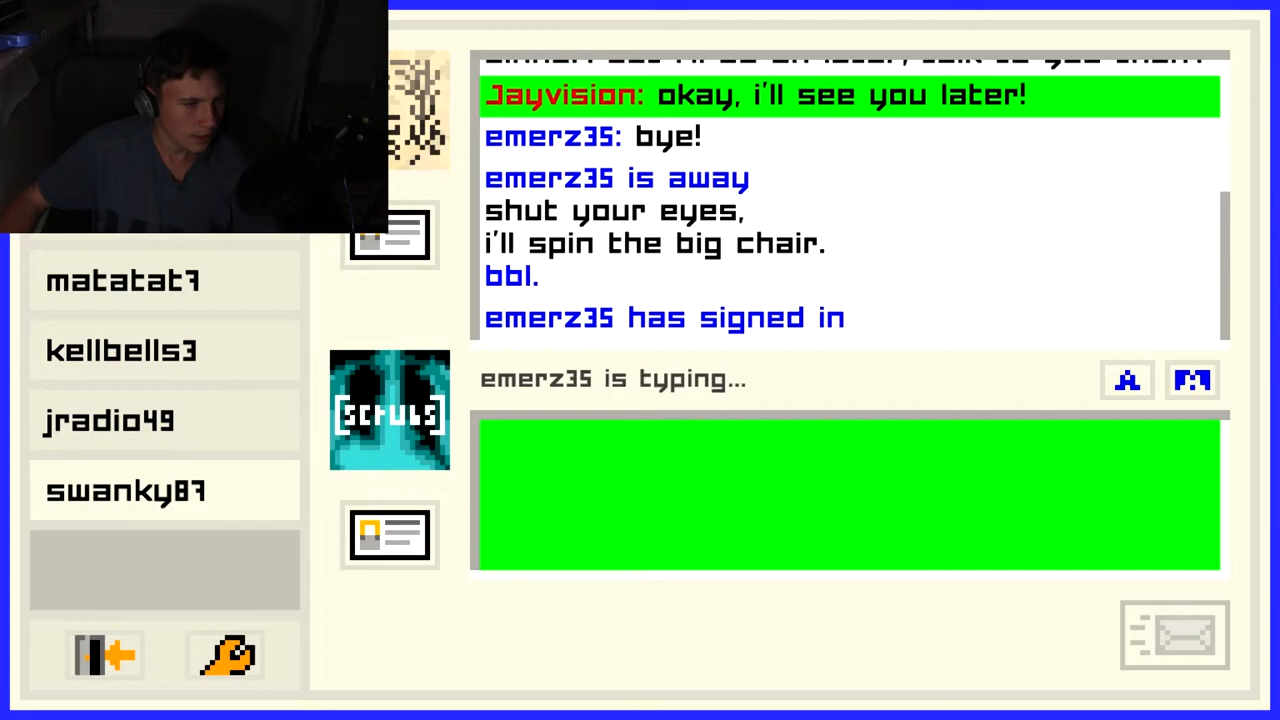 Jayvision: okay, i'll see you later!
emerz35: bye!
emerz35 is away
shut your eyes,
i'll spin the big chair.
bbl.
emerz35 has signed in
matatat7
kellbells3
jradio49
swanky87
[scrubs]
emerz35 is typing...
A